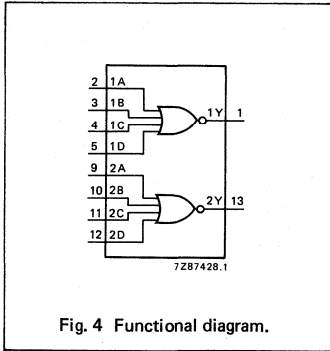 2 1A
3 1B
4 1C
5 1D
1Y 1
9 2A
10 2B
11 2C
12 2D
2Y 13
7Z87428.1
Fig. 4 Functional diagram.